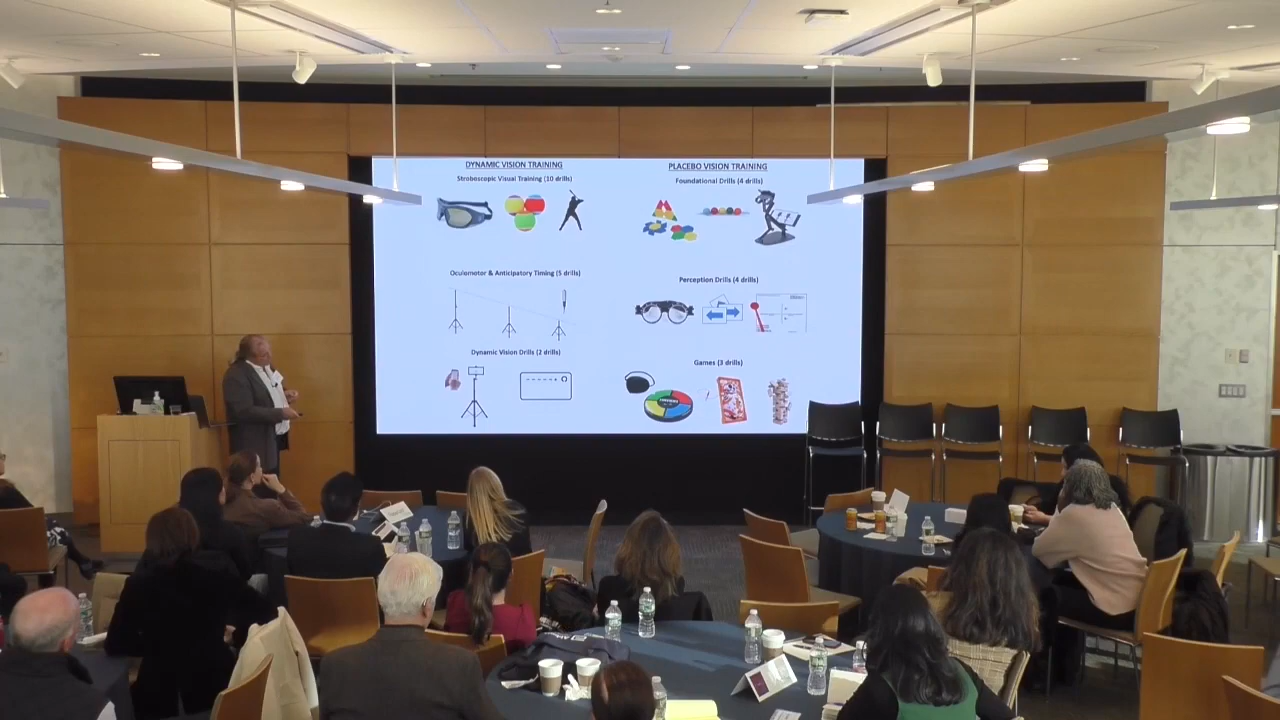 DYNAMIC VISION TRAINING
Stroboscopic Visual Training (10 drills)
Oculomotor & Anticipatory Timing (5 drills)
Dynamic Vision Drills (2 drills)
PLACEBO VISION TRAINING
Foundational Drills (4 drills)
Perception Drills (4 drills)
Games (3 drills)